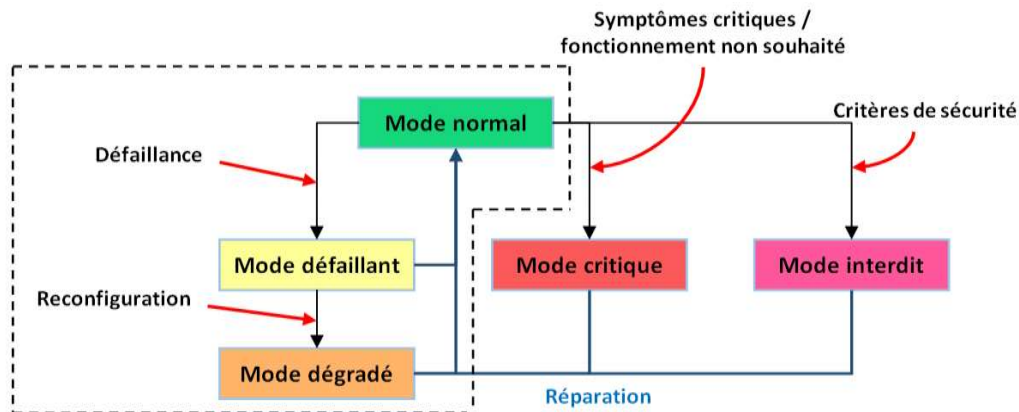 Symptômes critiques /
fonctionnement non souhaité
Mode normal
Critères de sécurité
Défaillance
Mode défaillant
Mode critique
Mode interdit
Reconfiguration
Mode dégradé
Réparation